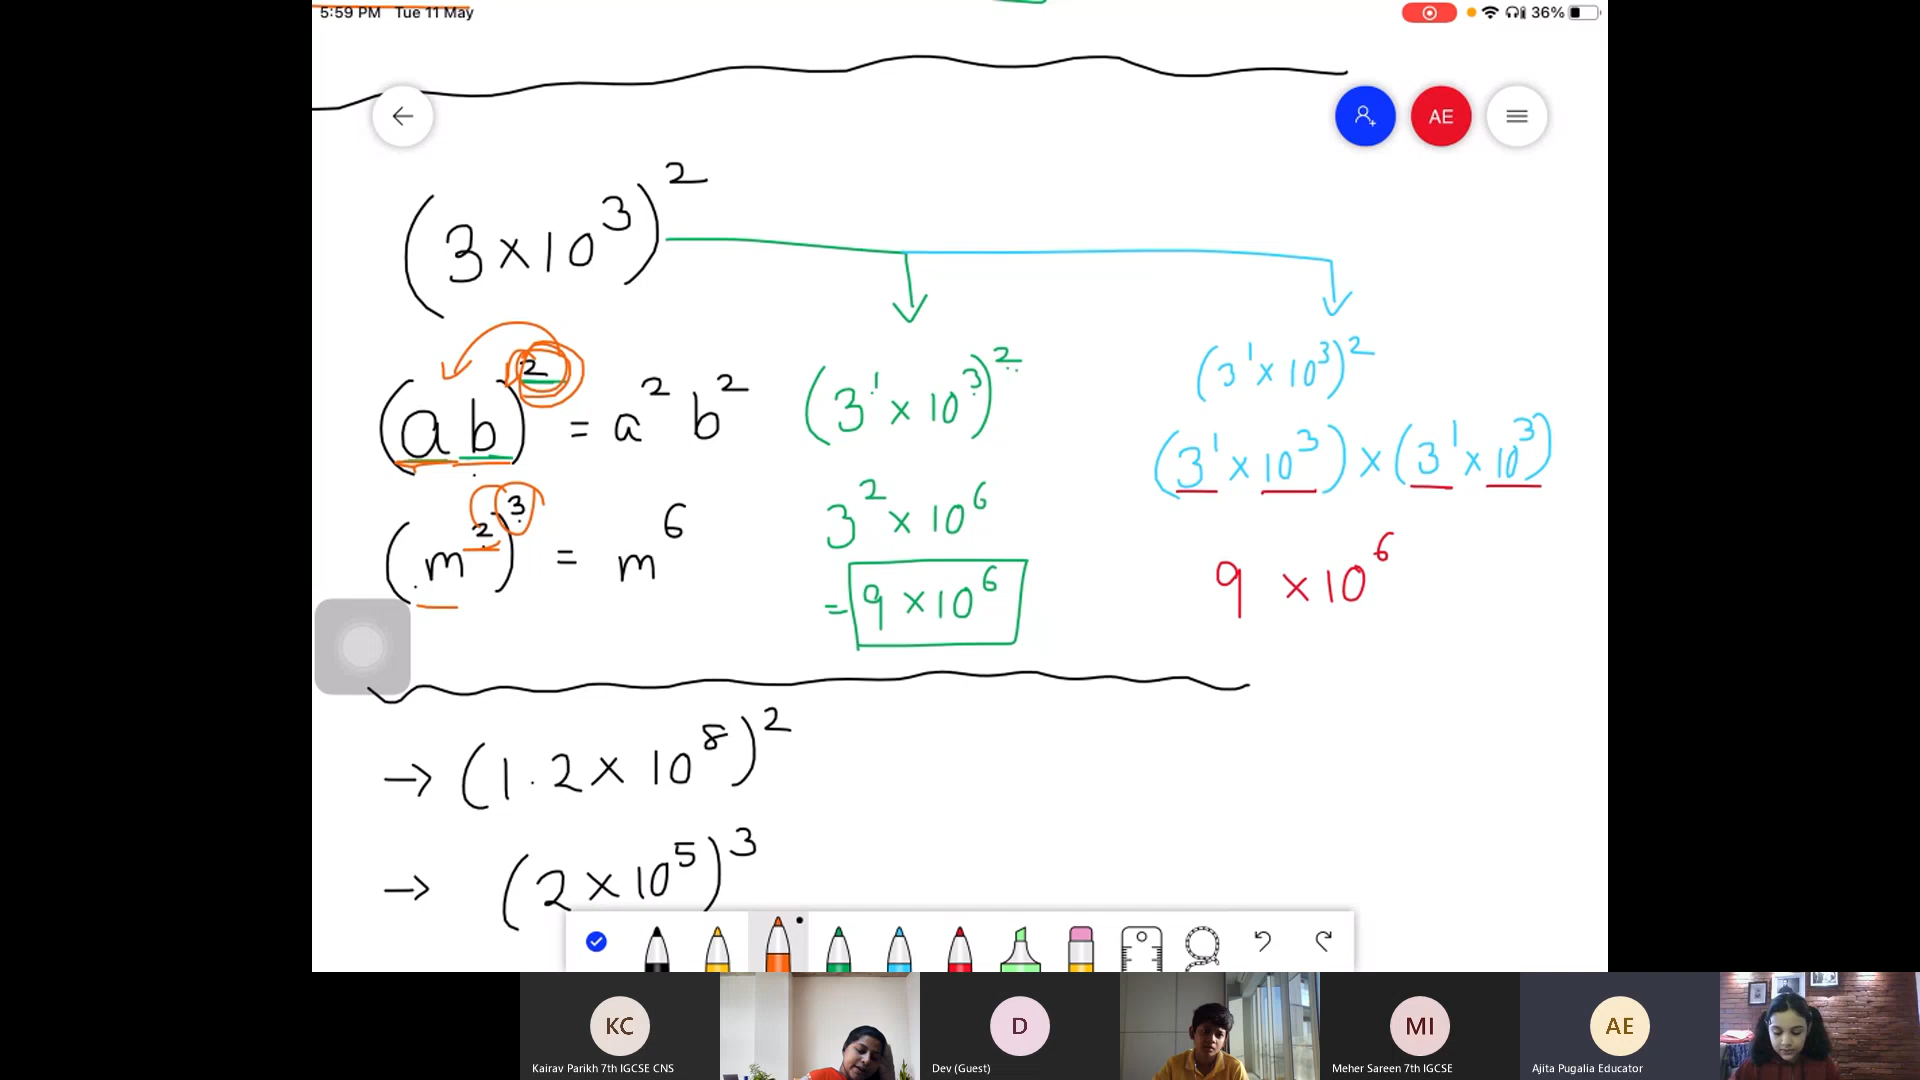 5:59 PM Tue 11 May
36%
AE
(3×10³)²
(ab)² = a² b²
(m²)³ = m⁶
(3¹ × 10³)²
3² × 10⁶
= 9 × 10⁶
(3¹ × 10³)²
(3¹ × 10³) × (3¹ × 10³)
9 × 10⁶
→ (1.2 × 10⁸)²
→ (2 × 10⁵)³
KC
D
MI
AE
Kairav Parikh 7th IGCSE CNS
Dev (Guest)
Meher Sareen 7th IGCSE
Ajita Pugalia Educator